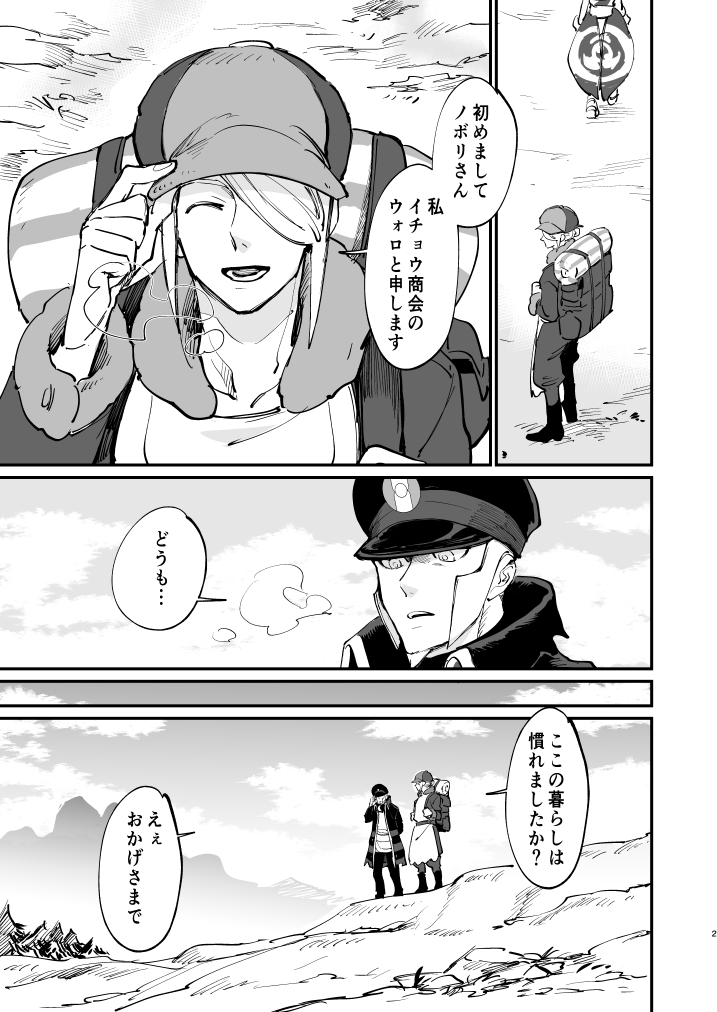 初めまして
ノボリさん
私
イチョウ商会の
ウォロと申します
どうも…
ここの暮らしは
慣れましたか?
えぇ
おかげさまで
2